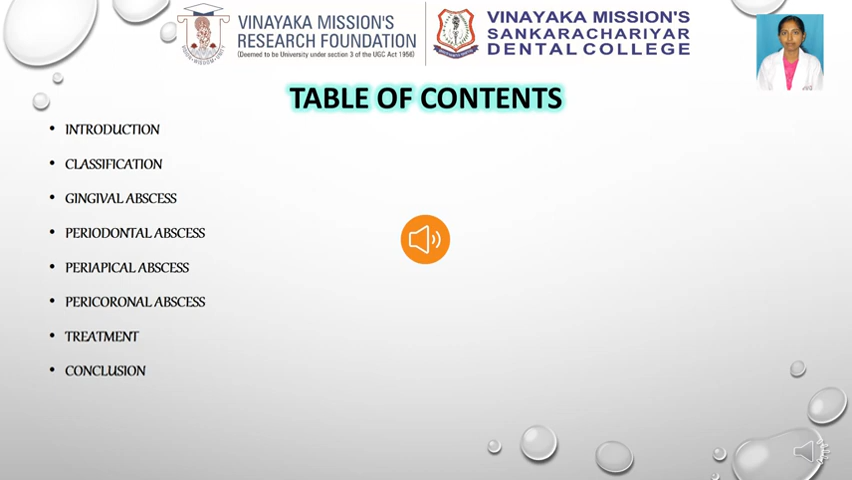 VINAYAKA MISSION'S
RESEARCH FOUNDATION
(Deemed to be University under section 3 of the UGC Act 1956)
VINAYAKA MISSION'S
SANKARACHARIYAR
DENTAL COLLEGE
TABLE OF CONTENTS
• INTRODUCTION
• CLASSIFICATION
• GINGIVAL ABSCESS
• PERIODONTAL ABSCESS
• PERIAPICAL ABSCESS
• PERICORONAL ABSCESS
• TREATMENT
• CONCLUSION